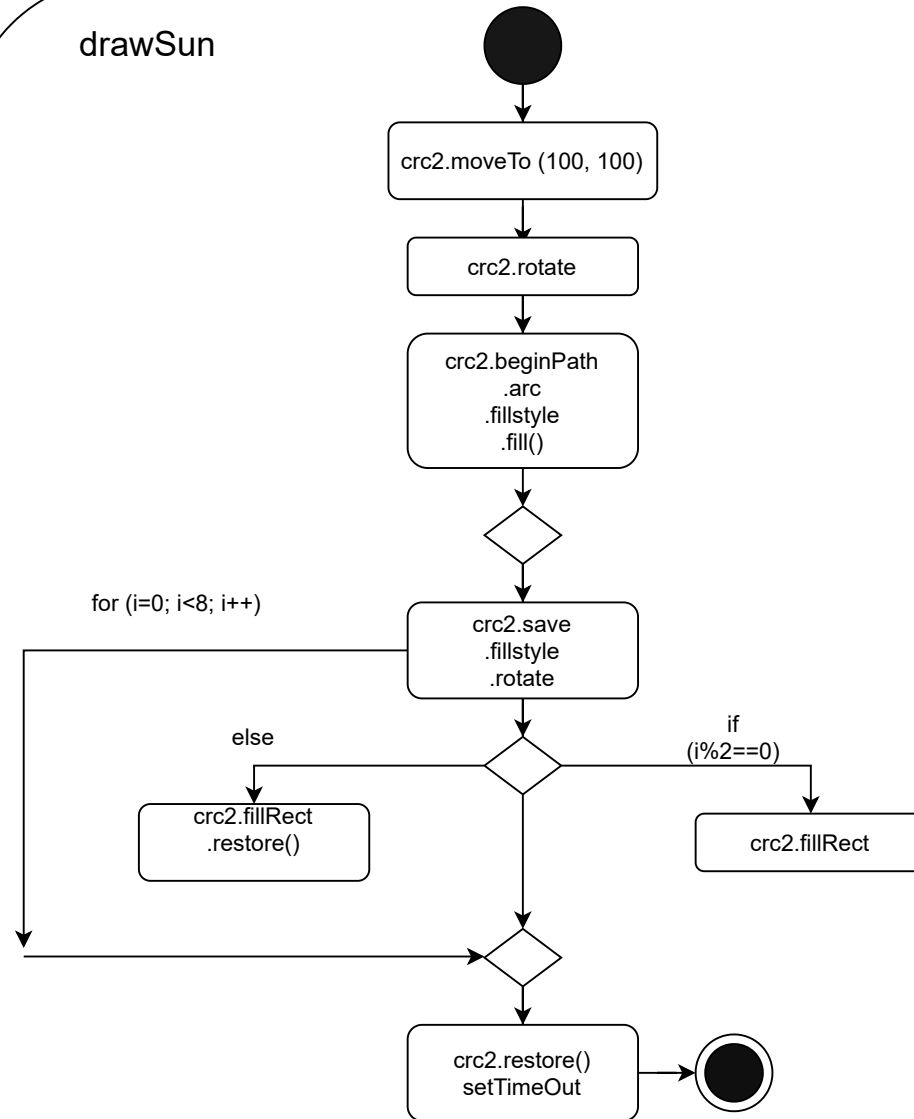 drawSun
crc2.moveTo (100, 100)
crc2.rotate
crc2.beginPath
.arc
.fillstyle
.fill()
for (i=0; i<8; i++)
crc2.save
.fillstyle
.rotate
else
if
(i%2==0)
crc2.fillRect
.restore()
crc2.fillRect
crc2.restore()
setTimeOut